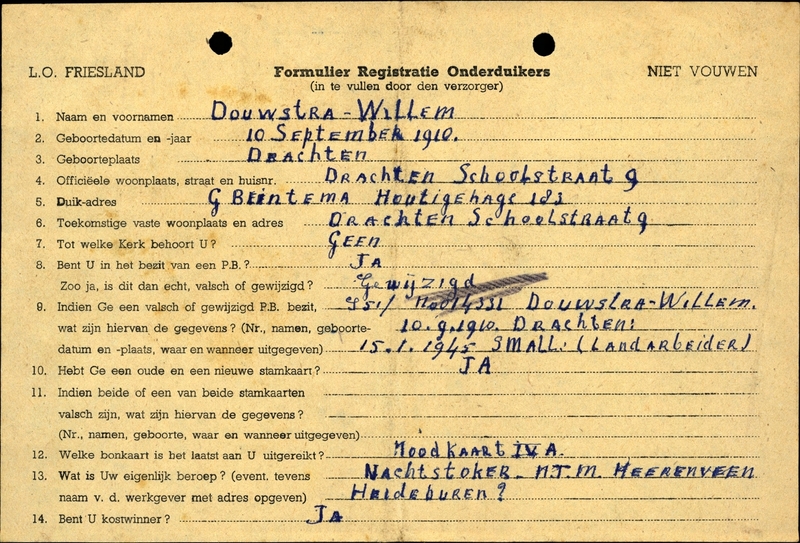 L.O. FRIESLAND Formulier Registratie Onderduikers NIET VOUWEN
(in te vullen door den verzorger)
1. Naam en voornamen DOUWSTRA - WILLEM
2. Geboortedatum en -jaar 10 SEPTEMBER 1910.
3. Geboorteplaats DRACHTEN
4. Officiëele woonplaats, straat en huisnr. DRACHTEN SCHOOLSTRAAT 9
5. Duik-adres G BEINTEMA HOUTIGEHAGE 183
6. Toekomstige vaste woonplaats en adres DRACHTEN SCHOOLSTRAAT 9
7. Tot welke Kerk behoort U? GEEN
8. Bent U in het bezit van een P.B.? JA
Zoo ja, is dit dan echt, valsch of gewijzigd? GEWIJZIGD
9. Indien Ge een valsch of gewijzigd P.B. bezit, DOUWSTRA-WILLEM.
wat zijn hiervan de gegevens? (Nr., namen, geboorte- 10.9.1910. DRACHTEN:
datum en -plaats, waar en wanneer uitgegeven) 15.1.1945 SMALL: (LANDARBEIDER)
10. Hebt Ge een oude en een nieuwe stamkaart? JA
11. Indien beide of een van beide stamkaarten
valsch zijn, wat zijn hiervan de gegevens?
(Nr., namen, geboorte, waar en wanneer uitgegeven)
12. Welke bonkaart is het laatst aan U uitgereikt? NOODKAART IV A.
13. Wat is Uw eigenlijk beroep? (event. tevens NACHTSTOKER - N.T.M. HEERENVEEN
naam v. d. werkgever met adres opgeven) HEIDEBUREN?
14. Bent U kostwinner? JA